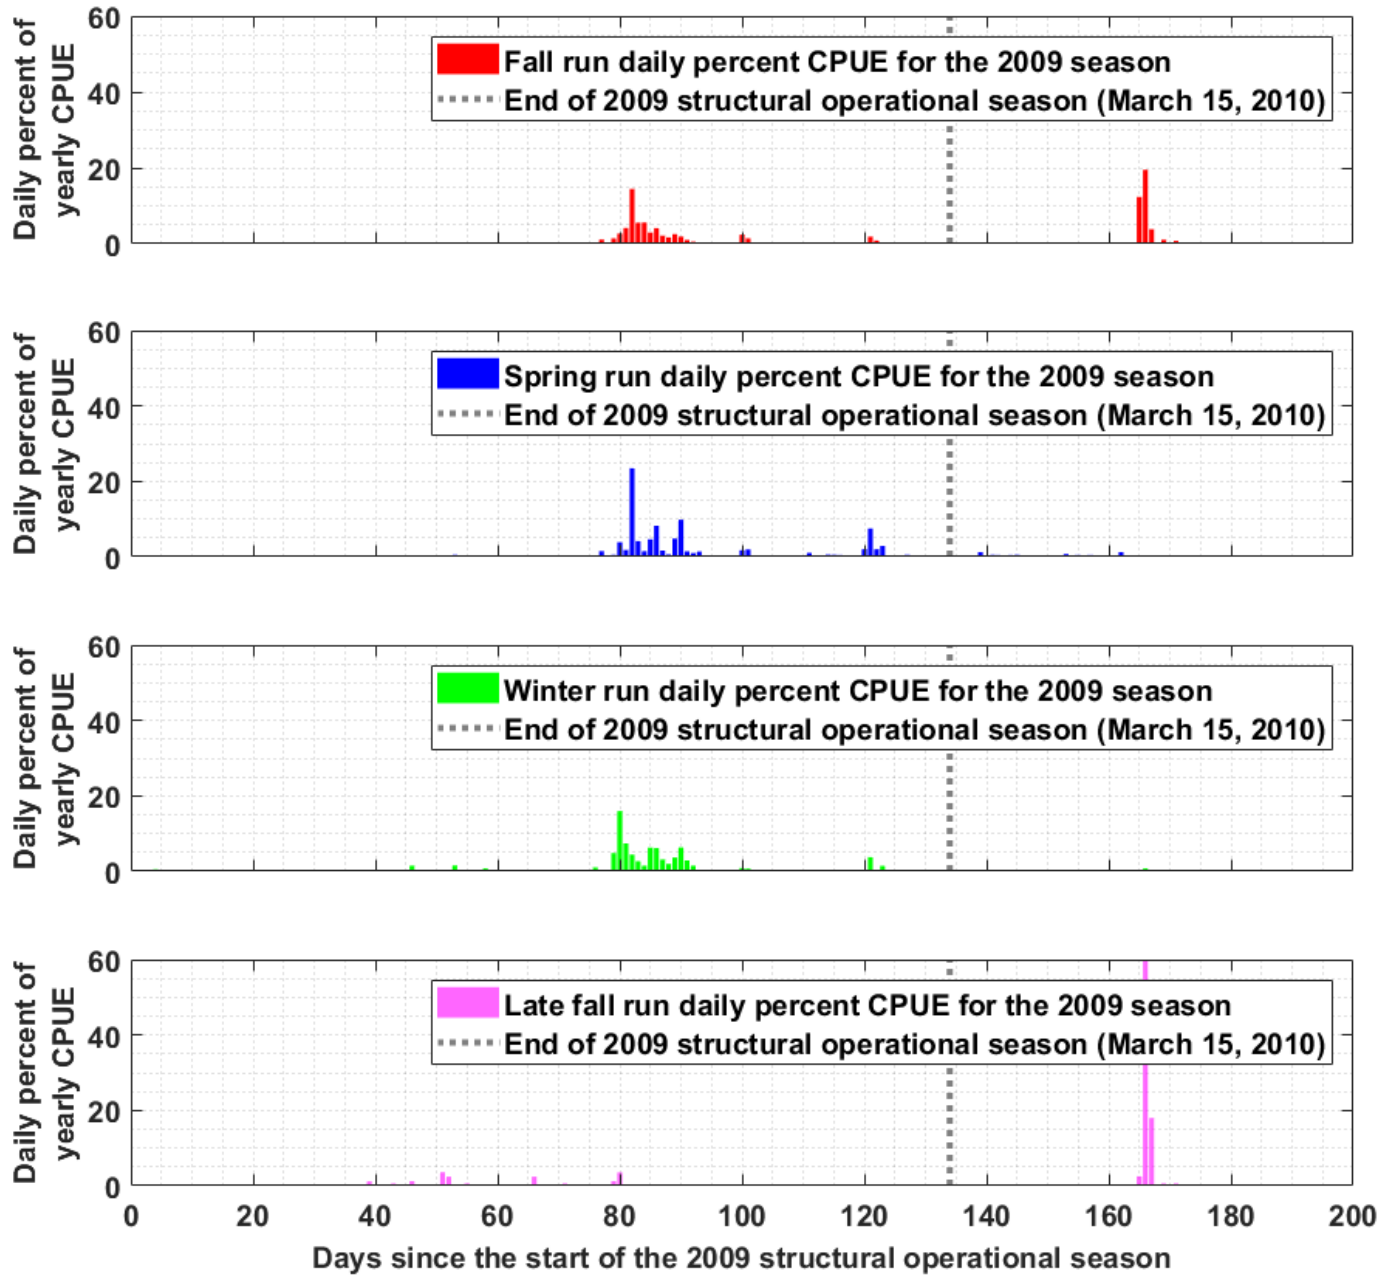 Daily percent of
yearly CPUE
60
40
20
0
Fall run daily percent CPUE for the 2009 season
End of 2009 structural operational season (March 15, 2010)
Daily percent of
yearly CPUE
60
40
20
0
Spring run daily percent CPUE for the 2009 season
End of 2009 structural operational season (March 15, 2010)
Daily percent of
yearly CPUE
60
40
20
0
Winter run daily percent CPUE for the 2009 season
End of 2009 structural operational season (March 15, 2010)
Daily percent of
yearly CPUE
60
40
20
0
Late fall run daily percent CPUE for the 2009 season
End of 2009 structural operational season (March 15, 2010)
0 20 40 60 80 100 120 140 160 180 200
Days since the start of the 2009 structural operational season